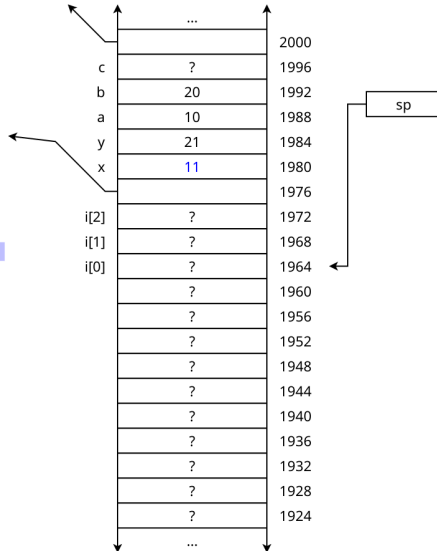 ...
2000
c ? 1996
b 20 1992
sp
a 10 1988
y 21 1984
x 11 1980
1976
i[2] ? 1972
i[1] ? 1968
i[0] ? 1964
? 1960
? 1956
? 1952
? 1948
? 1944
? 1940
? 1936
? 1932
? 1928
? 1924
...